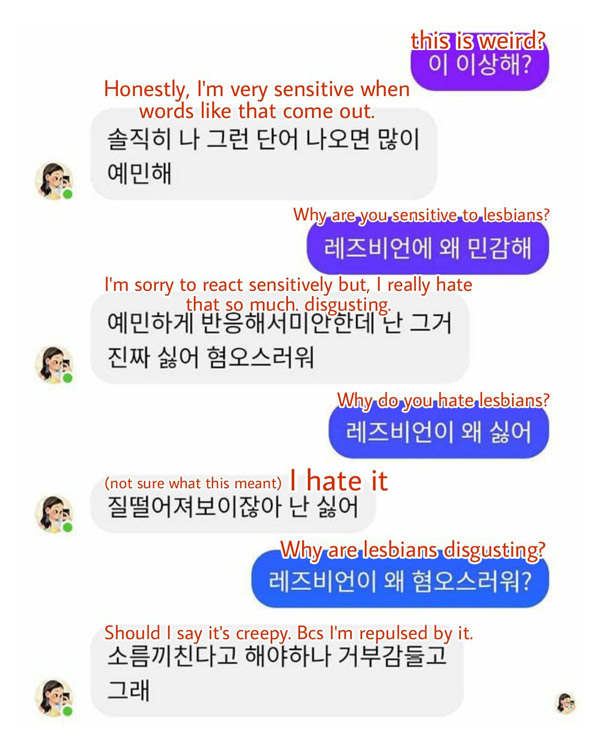 this is weird?
이 이상해?
Honestly, I'm very sensitive when
words like that come out.
솔직히 나 그런 단어 나오면 많이
예민해
Why are you sensitive to lesbians?
레즈비언에 왜 민감해
I'm sorry to react sensitively but, I really hate
that so much. disgusting.
예민하게 반응해서미안한데 난 그거
진짜 싫어 혐오스러워
Why do you hate lesbians?
레즈비언이 왜 싫어
(not sure what this meant) I hate it
질떨어져보이잖아 난 싫어
Why are lesbians disgusting?
레즈비언이 왜 혐오스러워?
Should I say it's creepy. Bcs I'm repulsed by it.
소름끼친다고 해야하나 거부감들고
그래